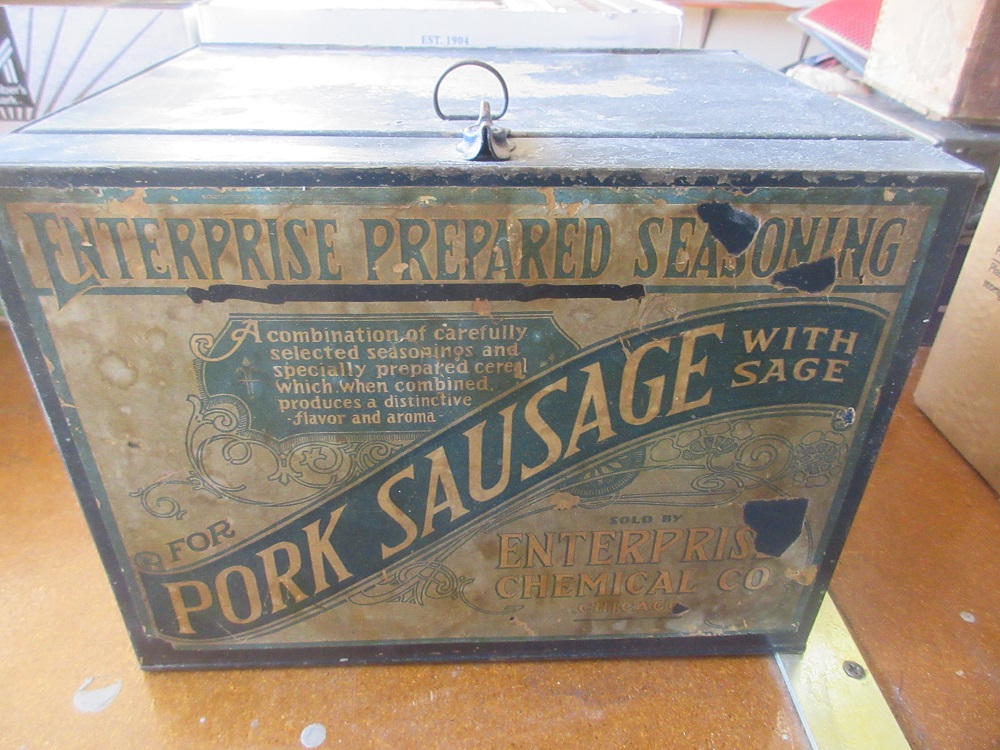 EST. 1904
ENTERPRISE PREPARED SEASONING
A combination of carefully
selected seasonings and
specially prepared cereal
which when combined,
produces a distinctive
-flavor and aroma-
WITH
SAGE
FOR
PORK SAUSAGE
SOLD BY
ENTERPRISE
CHEMICAL CO
CHICAGO